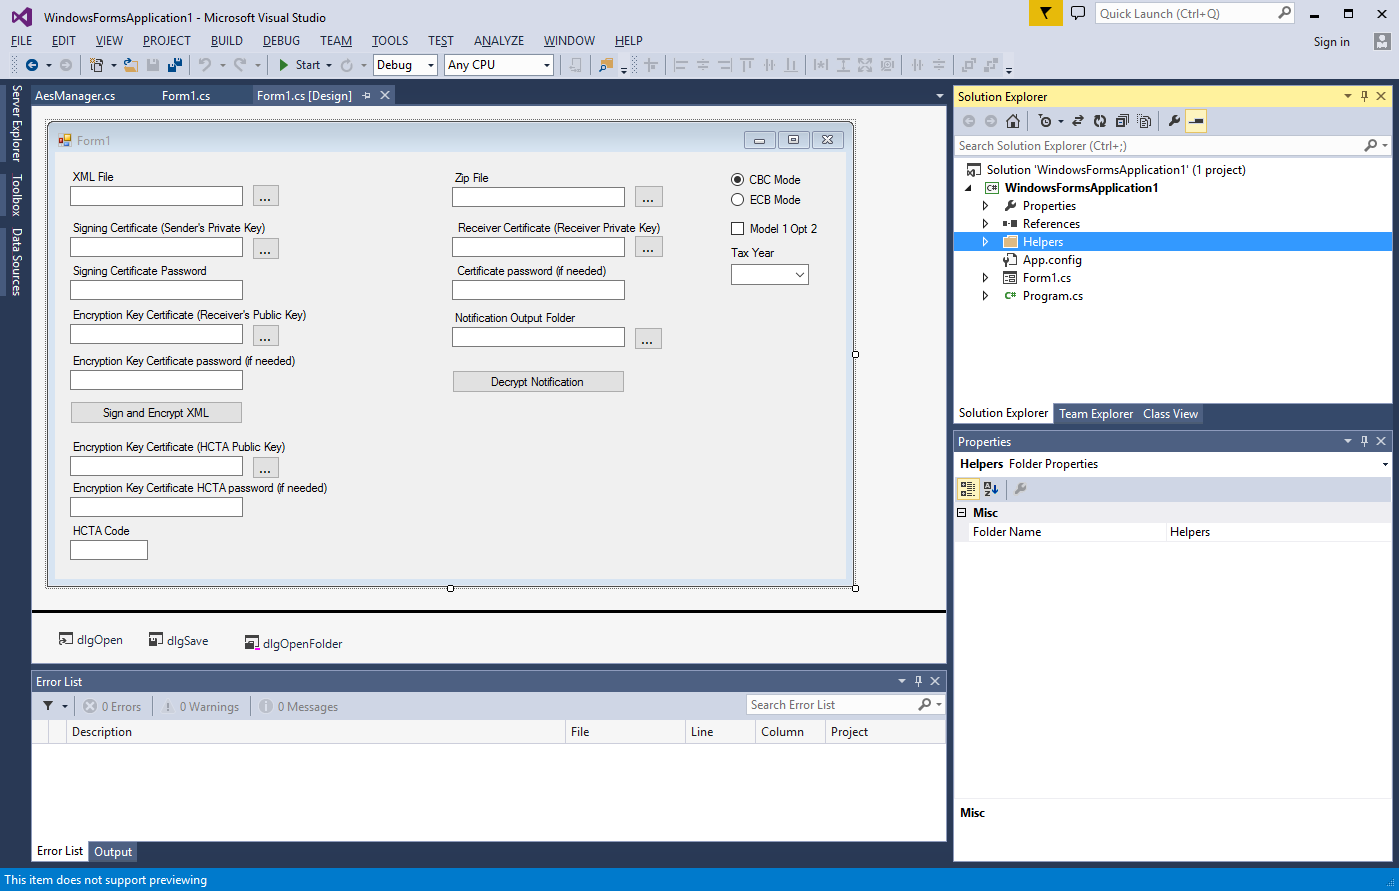 WindowsFormsApplication1 - Microsoft Visual Studio
Quick Launch (Ctrl+Q)
FILE EDIT VIEW PROJECT BUILD DEBUG TEAM TOOLS TEST ANALYZE WINDOW HELP
Sign in
Start Debug Any CPU
Server Explorer
Toolbox
Data Sources
AesManager.cs Form1.cs Form1.cs [Design]
Form1
XML File
...
Signing Certificate (Sender's Private Key)
...
Signing Certificate Password
Encryption Key Certificate (Receiver's Public Key)
...
Encryption Key Certificate password (if needed)
Sign and Encrypt XML
Encryption Key Certificate (HCTA Public Key)
...
Encryption Key Certificate HCTA password (if needed)
HCTA Code
Zip File
...
Receiver Certificate (Receiver Private Key)
...
Certificate password (if needed)
Notification Output Folder
...
Decrypt Notification
CBC Mode
ECB Mode
Model 1 Opt 2
Tax Year
dlgOpen dlgSave dlgOpenFolder
Error List
0 Errors 0 Warnings 0 Messages
Search Error List
Description File Line Column Project
Error List Output
Solution Explorer
Search Solution Explorer (Ctrl+;)
Solution 'WindowsFormsApplication1' (1 project)
C# WindowsFormsApplication1
Properties
References
Helpers
App.config
Form1.cs
C# Program.cs
Solution Explorer Team Explorer Class View
Properties
Helpers Folder Properties
Misc
Folder Name Helpers
Misc
This item does not support previewing